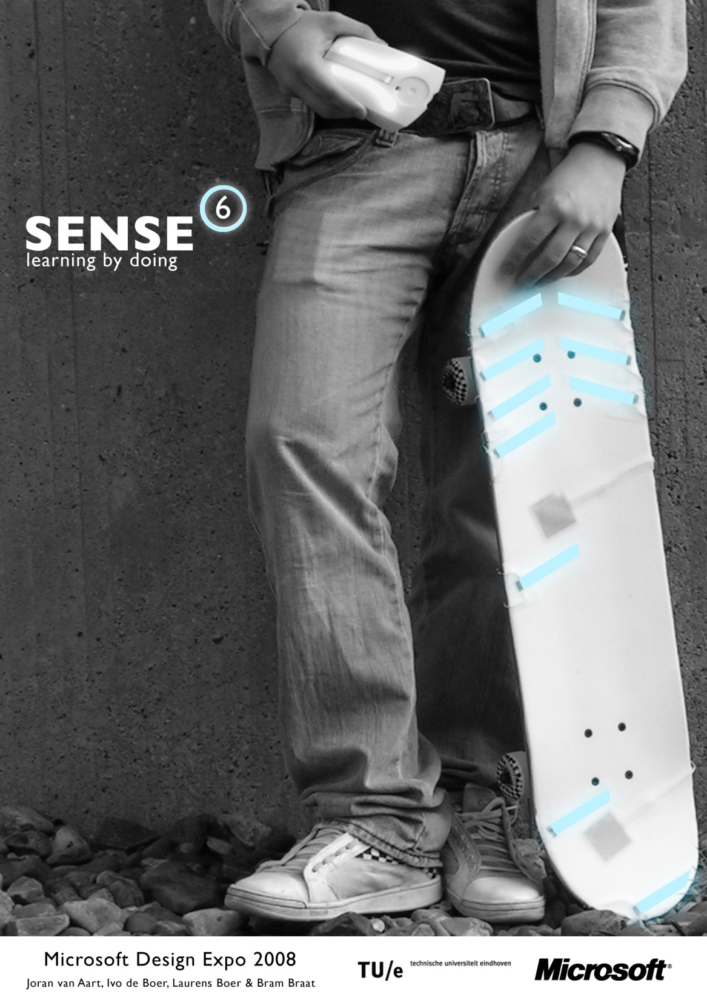 6
SENSE
learning by doing
Microsoft Design Expo 2008
Joran van Aart, Ivo de Boer, Laurens Boer & Bram Braat
TU/e technische universiteit eindhoven
Microsoft®